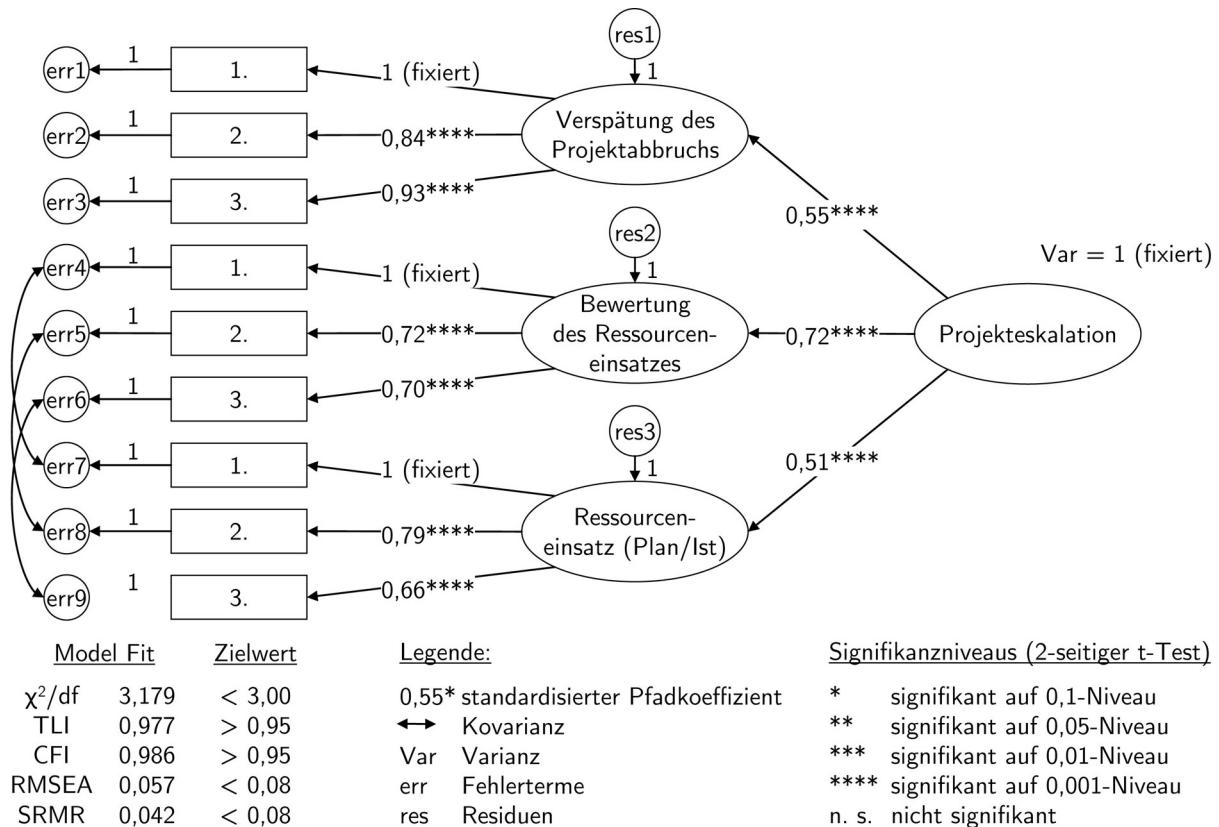 res1
1
1
err1
1.
1 (fixiert)
Verspätung des
Projektabbruchs
1
err2
2.
0,84****
1
err3
3.
0,93****
0,55****
res2
1
Var = 1 (fixiert)
1
err4
1.
1 (fixiert)
Bewertung
des Ressourcen-
einsatzes
1
err5
2.
0,72****
0,72****
Projekteskalation
1
err6
3.
0,70****
res3
1
0,51****
1
err7
1.
1 (fixiert)
Ressourcen-
einsatz (Plan/Ist)
1
err8
2.
0,79****
1
err9
3.
0,66****
Model Fit Zielwert
χ²/df 3,179 < 3,00
TLI 0,977 > 0,95
CFI 0,986 > 0,95
RMSEA 0,057 < 0,08
SRMR 0,042 < 0,08
Legende:
0,55* standardisierter Pfadkoeffizient
Kovarianz
Var Varianz
err Fehlerterme
res Residuen
Signifikanzniveaus (2-seitiger t-Test)
* signifikant auf 0,1-Niveau
** signifikant auf 0,05-Niveau
*** signifikant auf 0,01-Niveau
**** signifikant auf 0,001-Niveau
n. s. nicht signifikant